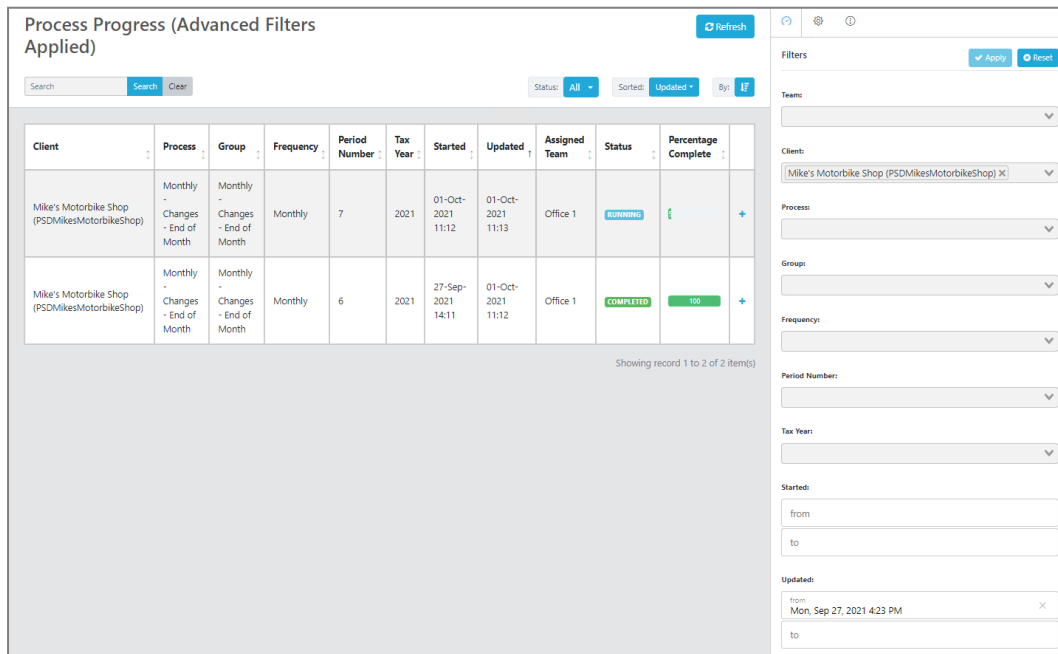 Process Progress (Advanced Filters
Applied)
Refresh
Search
Search
Clear
Status:
All
Sorted:
Updated
By:
Client
Process
Group
Frequency
Period
Number
Tax
Year
Started
Updated
Assigned
Team
Status
Percentage
Complete
Mike's Motorbike Shop
(PSDMikesMotorbikeShop)
Monthly
-
Changes
- End of
Month
Monthly
-
Changes
- End of
Month
Monthly
7
2021
01-Oct-
2021
11:12
01-Oct-
2021
11:13
Office 1
RUNNING
+
Mike's Motorbike Shop
(PSDMikesMotorbikeShop)
Monthly
-
Changes
- End of
Month
Monthly
-
Changes
- End of
Month
Monthly
6
2021
27-Sep-
2021
14:11
01-Oct-
2021
11:12
Office 1
COMPLETED
100
+
Showing record 1 to 2 of 2 item(s)
Filters
Apply
Reset
Team:
Client:
Mike's Motorbike Shop (PSDMikesMotorbikeShop) ×
Process:
Group:
Frequency:
Period Number:
Tax Year:
Started:
from
to
Updated:
from
Mon, Sep 27, 2021 4:23 PM
to